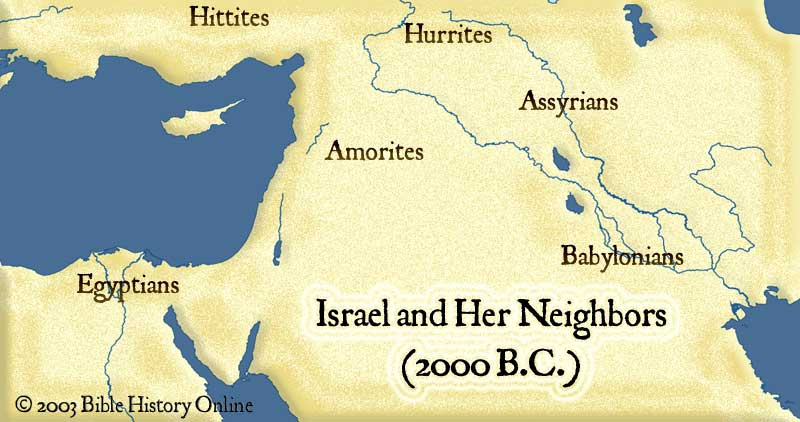 Hittites
Hurrites
Assyrians
Amorites
Babylonians
Egyptians
Israel and Her Neighbors
(2000 B.C.)
© 2003 Bible History Online